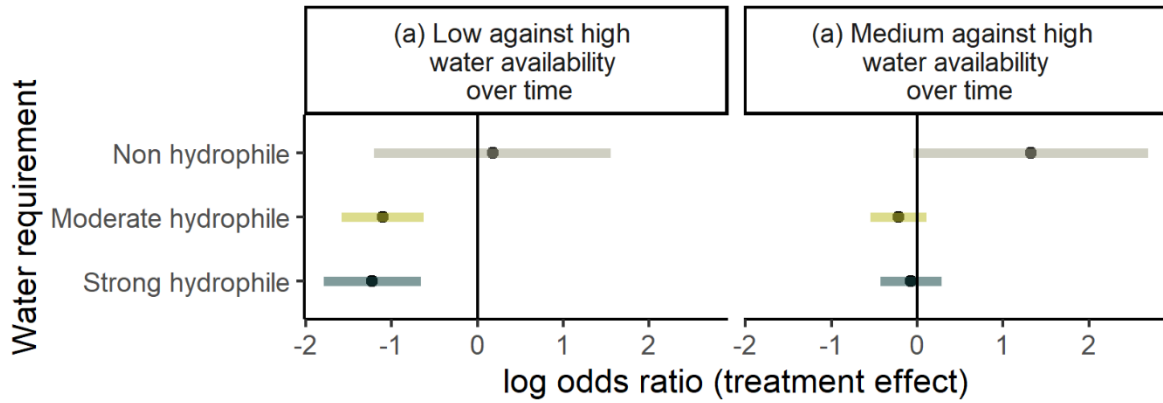 (a) Low against high
water availability
over time
(a) Medium against high
water availability
over time
Water requirement
Non hydrophile
Moderate hydrophile
Strong hydrophile
-2 -1 0 1 2
-2 -1 0 1 2
log odds ratio (treatment effect)